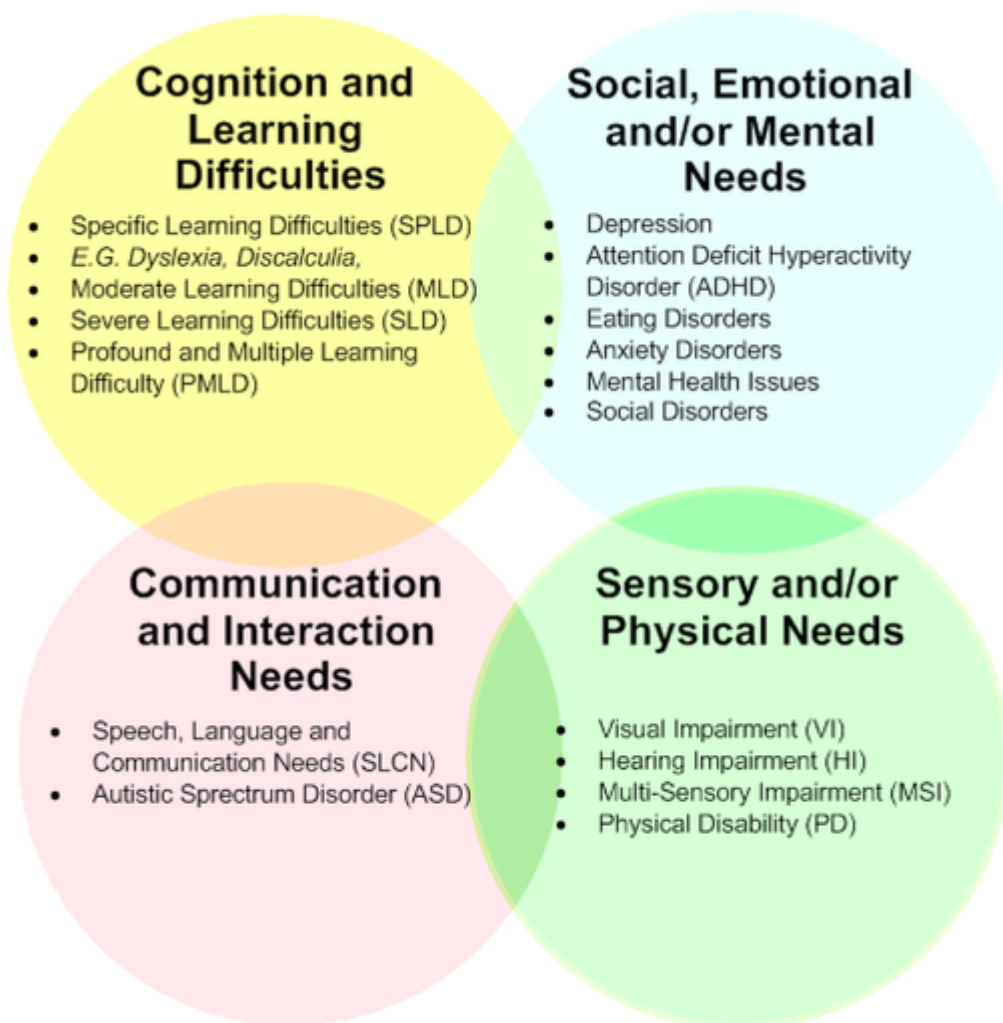 Cognition and
Learning
Difficulties
• Specific Learning Difficulties (SPLD)
• E.G. Dyslexia, Discalculia,
• Moderate Learning Difficulties (MLD)
• Severe Learning Difficulties (SLD)
• Profound and Multiple Learning
Difficulty (PMLD)
Social, Emotional
and/or Mental
Needs
• Depression
• Attention Deficit Hyperactivity
Disorder (ADHD)
• Eating Disorders
• Anxiety Disorders
• Mental Health Issues
• Social Disorders
Communication
and Interaction
Needs
• Speech, Language and
Communication Needs (SLCN)
• Autistic Sprectrum Disorder (ASD)
Sensory and/or
Physical Needs
• Visual Impairment (VI)
• Hearing Impairment (HI)
• Multi-Sensory Impairment (MSI)
• Physical Disability (PD)